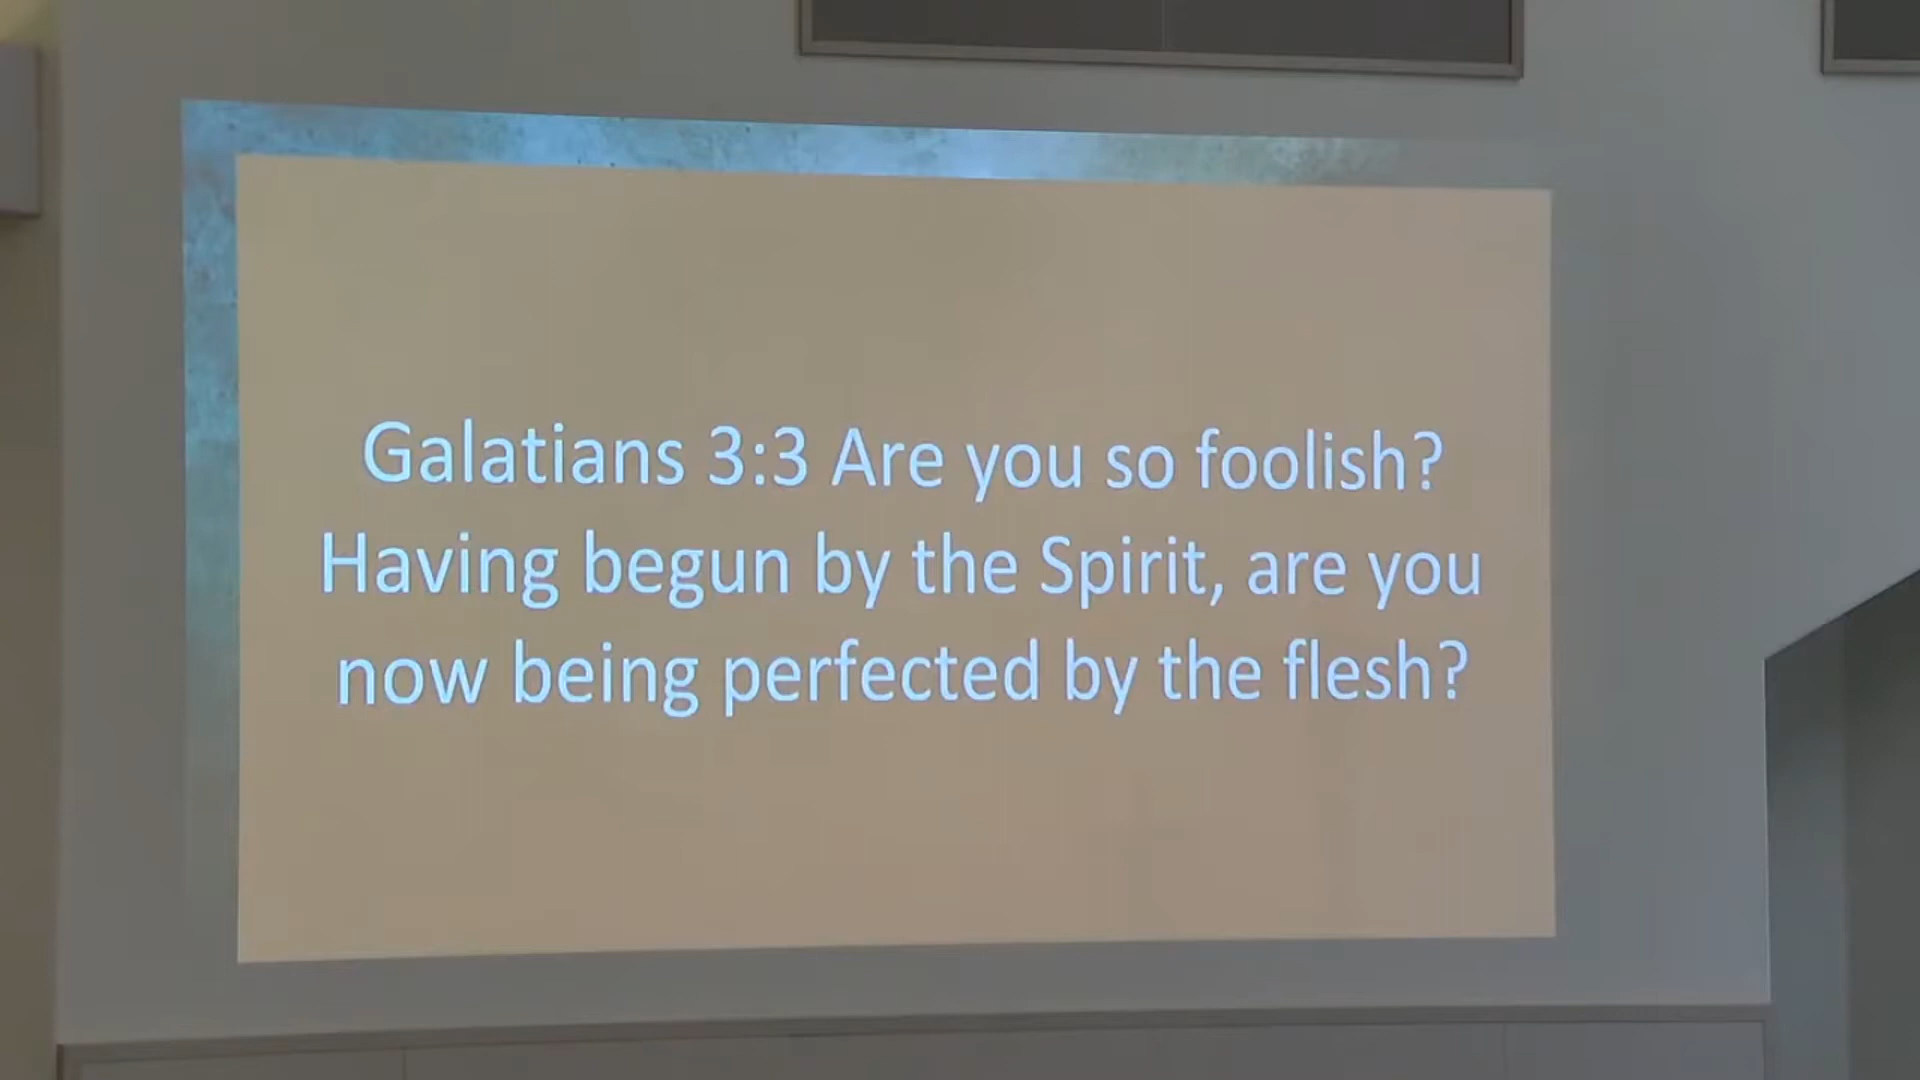 Galatians 3:3 Are you so foolish?
Having begun by the Spirit, are you
now being perfected by the flesh?